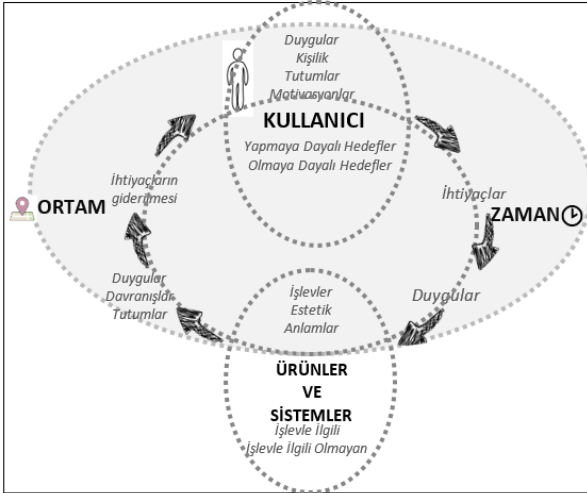 Duygular
Kişilik
Tutumlar
Motivasyonlar
KULLANICI
Yapmaya Dayalı Hedefler
Olmaya Dayalı Hedefler
İhtiyaçların
giderilmesi
İhtiyaçlar
ORTAM
ZAMAN
Duygular
Davranışlar
Tutumlar
İşlevler
Estetik
Anlamlar
Duygular
ÜRÜNLER
VE
SİSTEMLER
İşlevle İlgili
İşlevle İlgili Olmayan